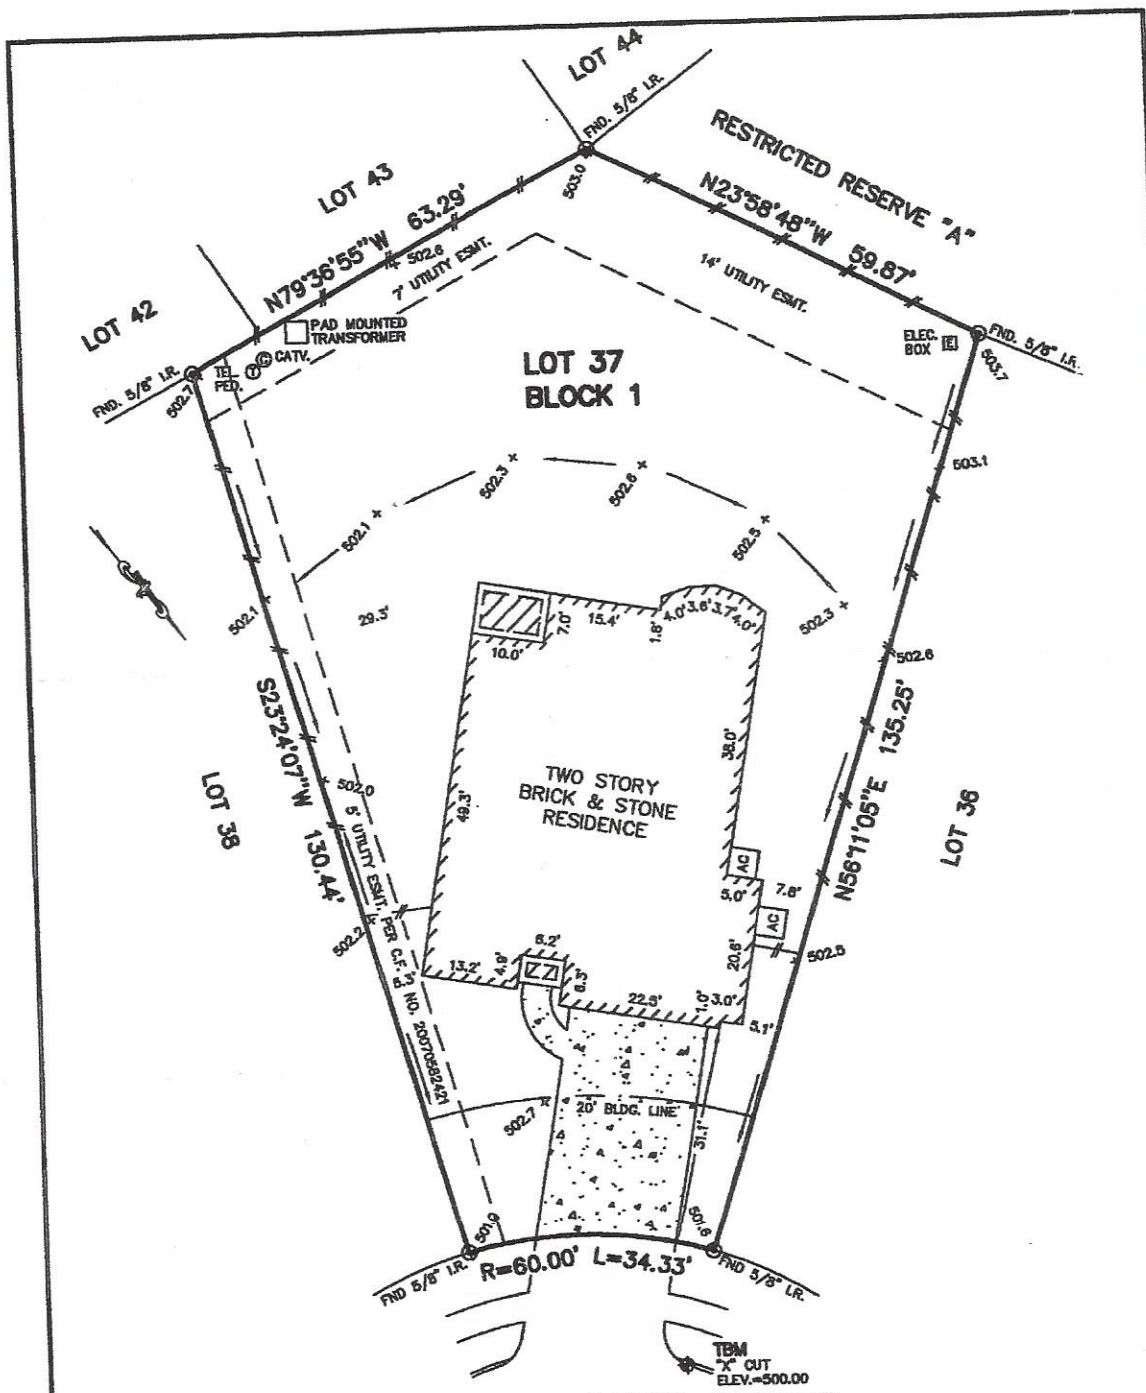 LOT 44
FND. 5/8" I.R.
RESTRICTED RESERVE "A"
LOT 43
N79°36'55"W 63.29'
503.0
N23°58'48"W 59.87'
502.6
7' UTILITY ESMT.
14' UTILITY ESMT.
LOT 42
PAD MOUNTED
TRANSFORMER
ELEC.
BOX
E
FND. 5/8" I.R.
503.7
C CATV.
TEL.
PED.
T
FND. 5/8" I.R.
502.7
LOT 37
BLOCK 1
503.1
502.3
502.6
502.1
502.5
502.1
29.3'
502.3
10.0'
7.0'
15.4'
1.8'
4.0'
3.6'
3.7'
4.0'
502.6
S23°24'07"W 130.44'
502.0
49.3'
38.0'
N56°11'05"E 135.25'
TWO STORY
BRICK & STONE
RESIDENCE
LOT 38
LOT 36
5' UTILITY ESMT. PER C.F. NO. 20070582421
AC
5.0'
7.8'
AC
502.2
502.5
13.2'
4.9'
6.2'
6.3'
20.6'
22.5'
1.0'
3.0'
5.1'
502.7
20' BLDG. LINE
31.1'
501.9
501.6
FND 5/8" I.R.
R=60.00' L=34.33'
FND 5/8" I.R.
TBM
"X" CUT
ELEV.=500.00